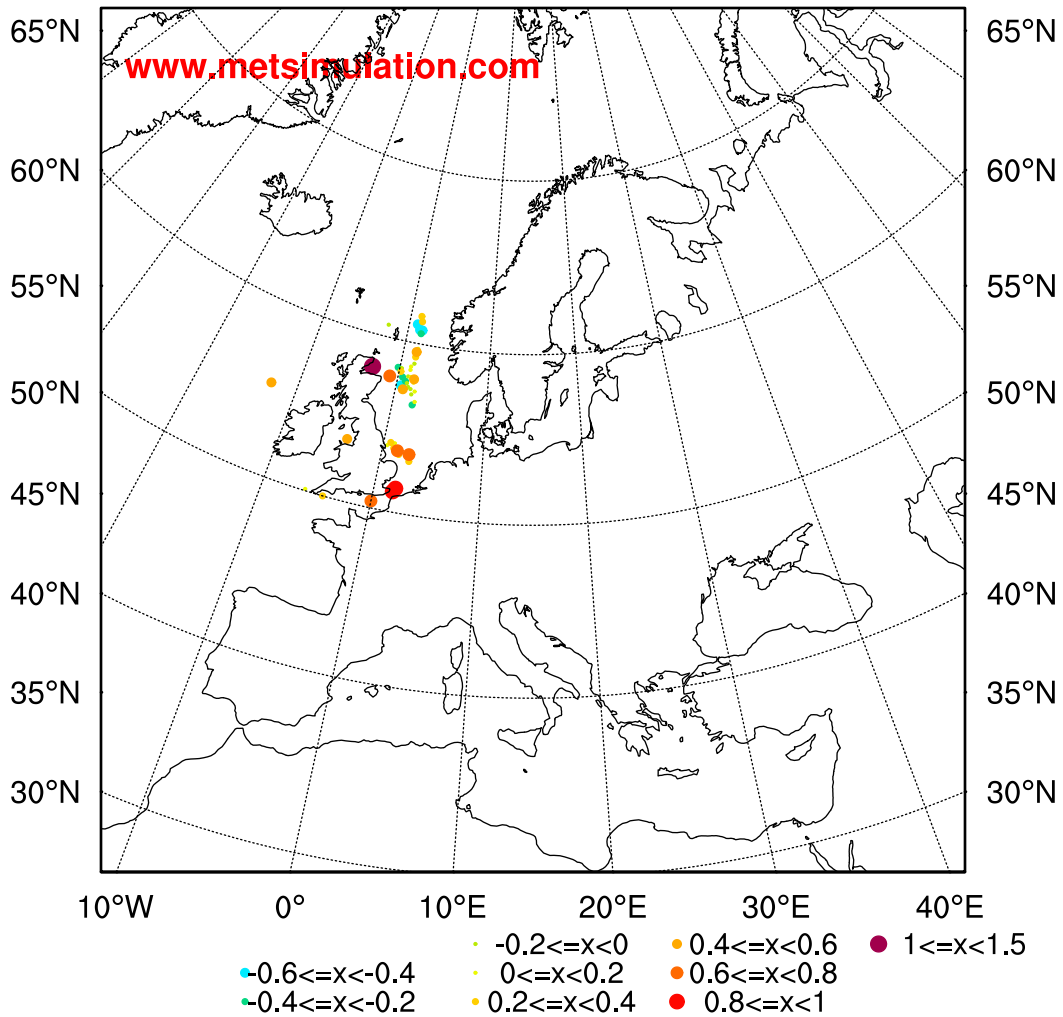 65°N 65°N
www.metsimulation.com
60°N 60°N
55°N 55°N
50°N 50°N
45°N 45°N
40°N 40°N
35°N 35°N
30°N 30°N
10°W 0° 10°E 20°E 30°E 40°E
-0.2<=x<0 0.4<=x<0.6 1<=x<1.5
-0.6<=x<-0.4 0<=x<0.2 0.6<=x<0.8
-0.4<=x<-0.2 0.2<=x<0.4 0.8<=x<1